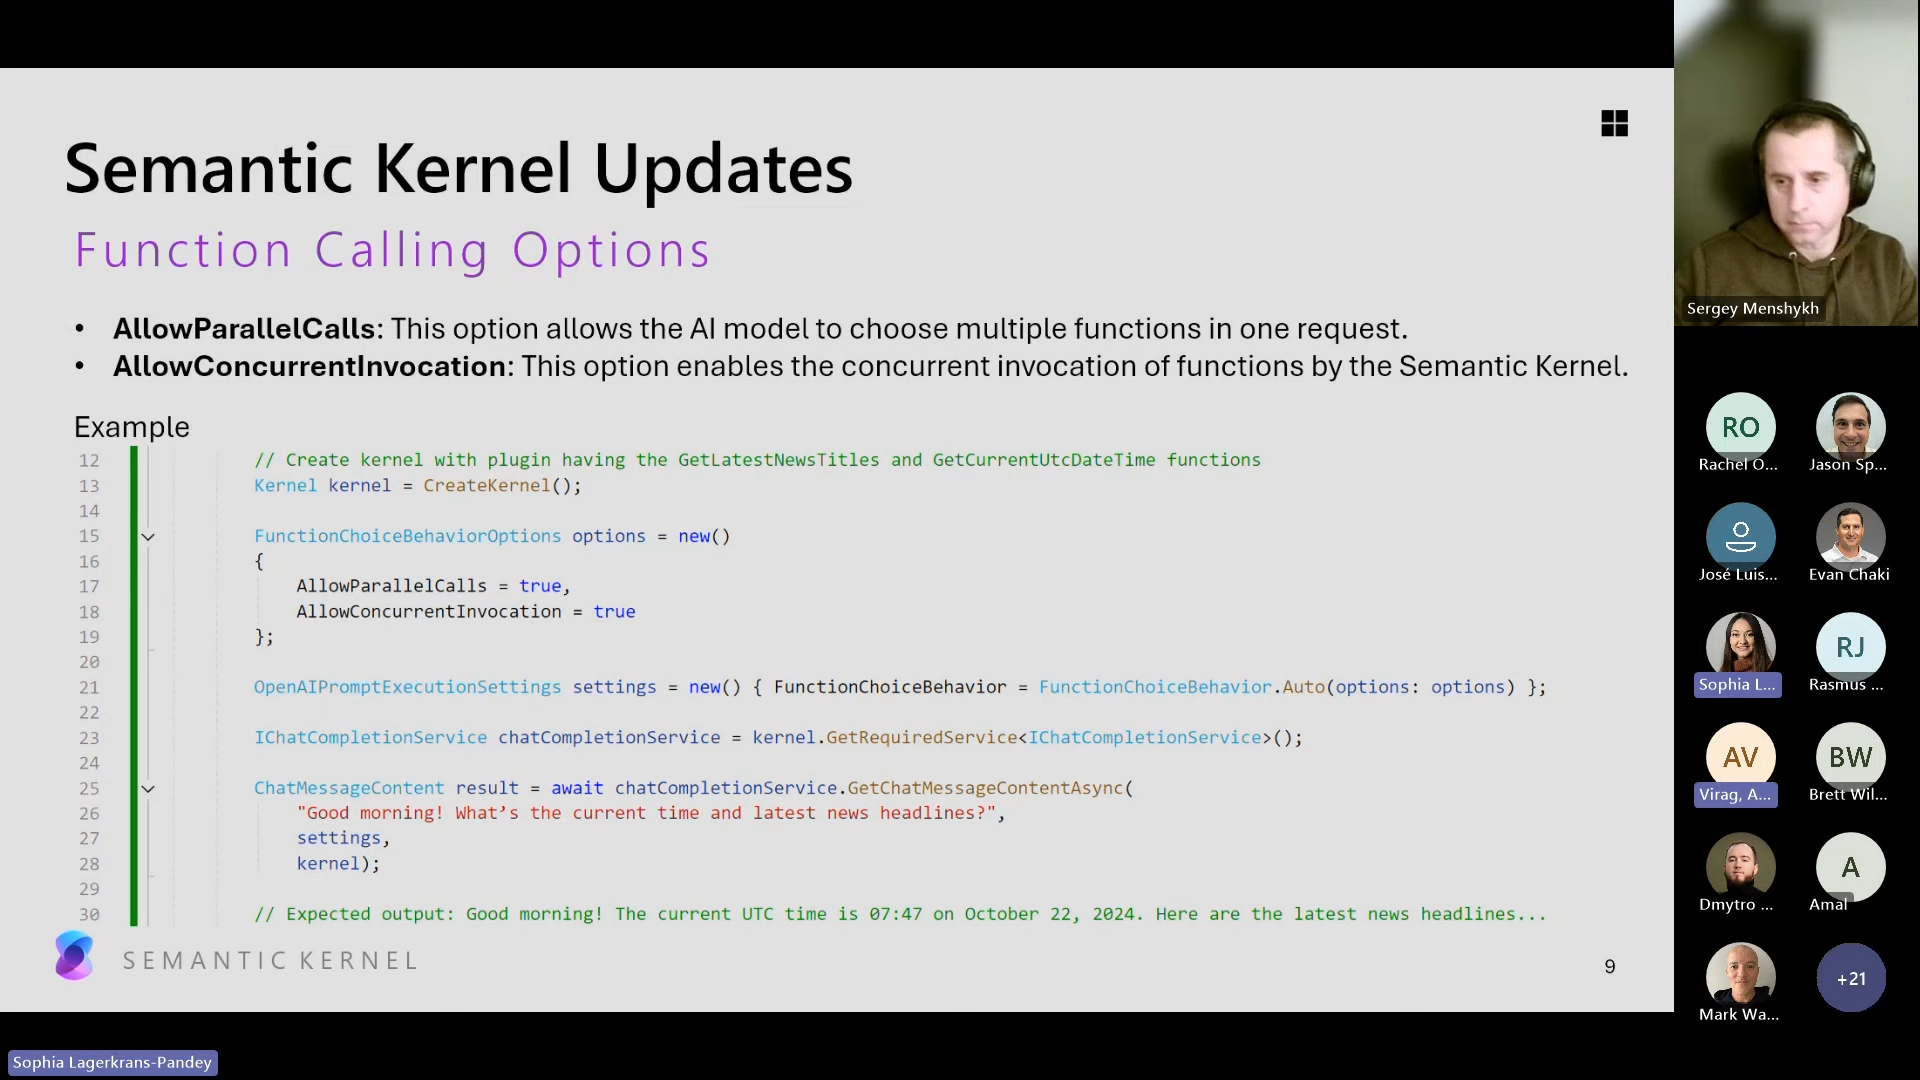 Semantic Kernel Updates
Function Calling Options
• AllowParallelCalls: This option allows the AI model to choose multiple functions in one request.
• AllowConcurrentInvocation: This option enables the concurrent invocation of functions by the Semantic Kernel.
Example
12 // Create kernel with plugin having the GetLatestNewsTitles and GetCurrentUtcDateTime functions
13 Kernel kernel = CreateKernel();
14
15 FunctionChoiceBehaviorOptions options = new()
16 {
17 AllowParallelCalls = true,
18 AllowConcurrentInvocation = true
19 };
20
21 OpenAIPromptExecutionSettings settings = new() { FunctionChoiceBehavior = FunctionChoiceBehavior.Auto(options: options) };
22
23 IChatCompletionService chatCompletionService = kernel.GetRequiredService<IChatCompletionService>();
24
25 ChatMessageContent result = await chatCompletionService.GetChatMessageContentAsync(
26 "Good morning! What’s the current time and latest news headlines?",
27 settings,
28 kernel);
29
30 // Expected output: Good morning! The current UTC time is 07:47 on October 22, 2024. Here are the latest news headlines...
SEMANTIC KERNEL
9
Sergey Menshykh
RO
Rachel O...
Jason Sp...
José Luis...
Evan Chaki
Sophia L...
RJ
Rasmus ...
AV
Virag, A...
BW
Brett Wil...
Dmytro ...
A
Amal
Mark Wa...
+21
Sophia Lagerkrans-Pandey